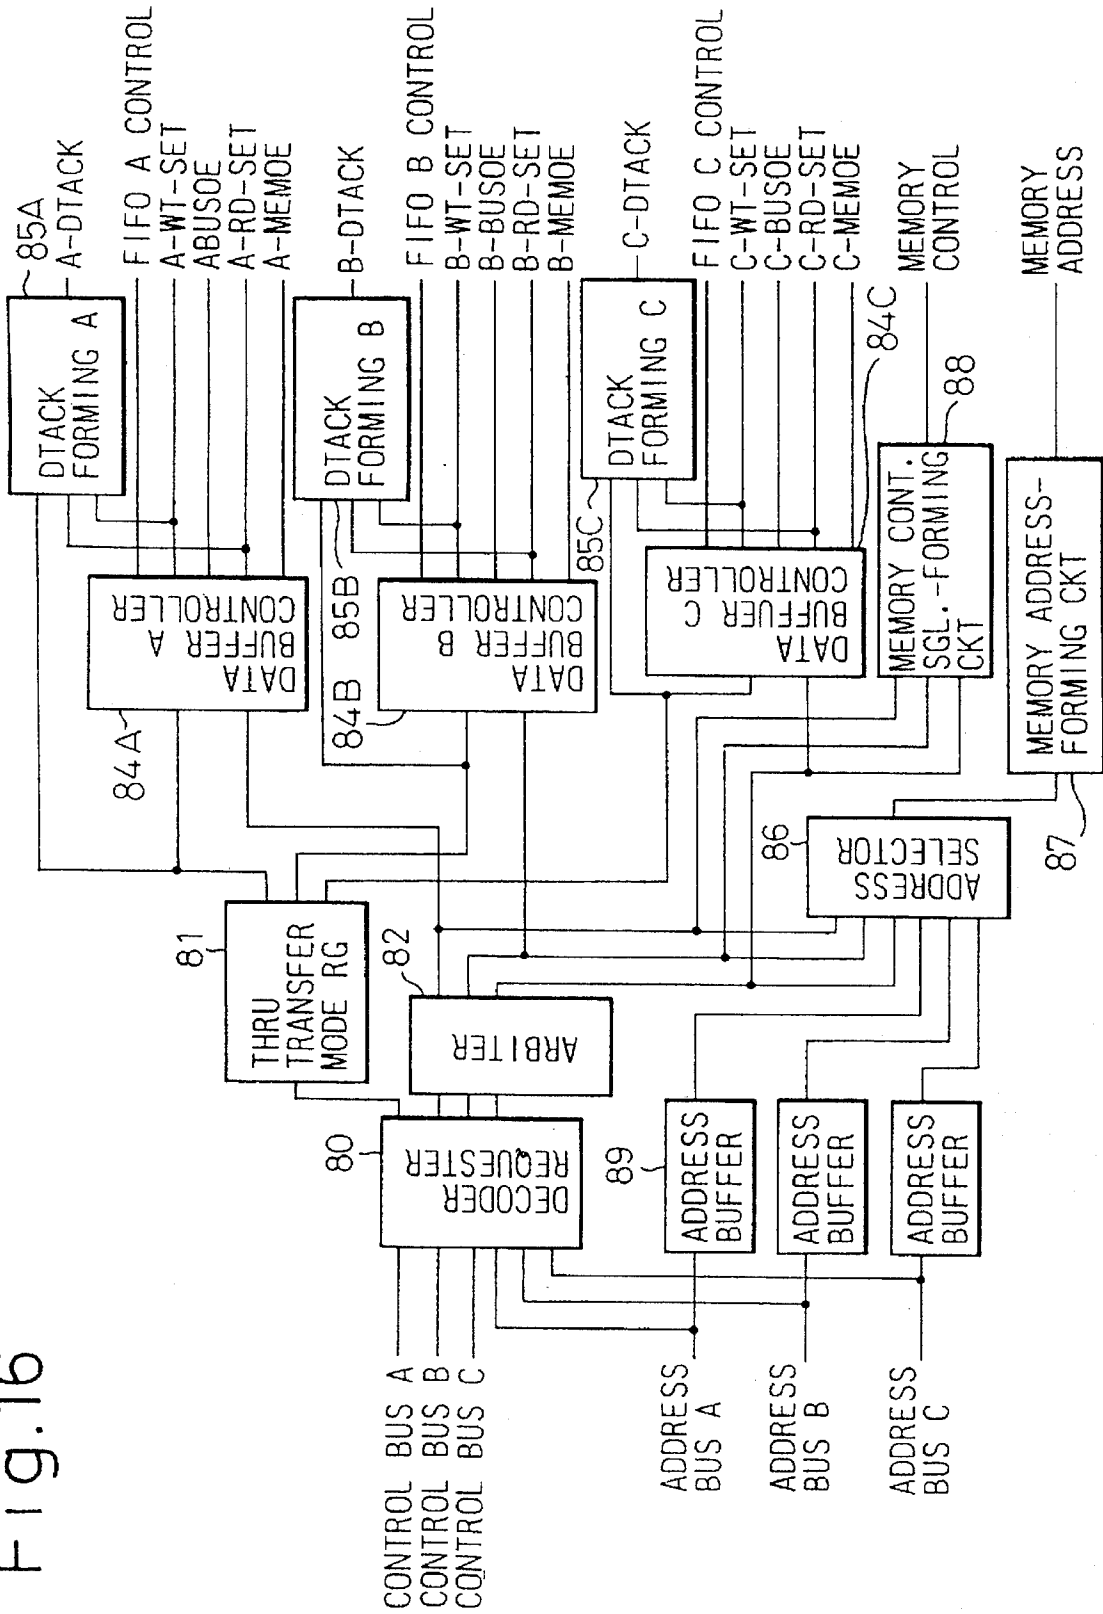 Fig.16
CONTROL BUS A
CONTROL BUS B
CONTROL BUS C
ADDRESS
BUS A
ADDRESS
BUS B
ADDRESS
BUS C
80
DECODER
REQUESTER
89
ADDRESS
BUFFER
ADDRESS
BUFFER
ADDRESS
BUFFER
81
THRU
TRANSFER
MODE RG
82
ARBITER
86
ADDRESS
SELECTOR
84A
DATA
BUFFER A
CONTROLLER
84B
DATA
BUFFER B
CONTROLLER
DATA
BUFFUER C
CONTROLLER
84C
MEMORY CONT.
SGL.-FORMING
CKT
88
MEMORY ADDRESS-
FORMING CKT
87
DTACK
FORMING A
85A
DTACK
FORMING B
85B
DTACK
FORMING C
85C
A-DTACK
FIFO A CONTROL
A-WT-SET
ABUSOE
A-RD-SET
A-MEMOE
B-DTACK
FIFO B CONTROL
B-WT-SET
B-BUSOE
B-RD-SET
B-MEMOE
C-DTACK
FIFO C CONTROL
C-WT-SET
C-BUSOE
C-RD-SET
C-MEMOE
MEMORY
CONTROL
MEMORY
ADDRESS